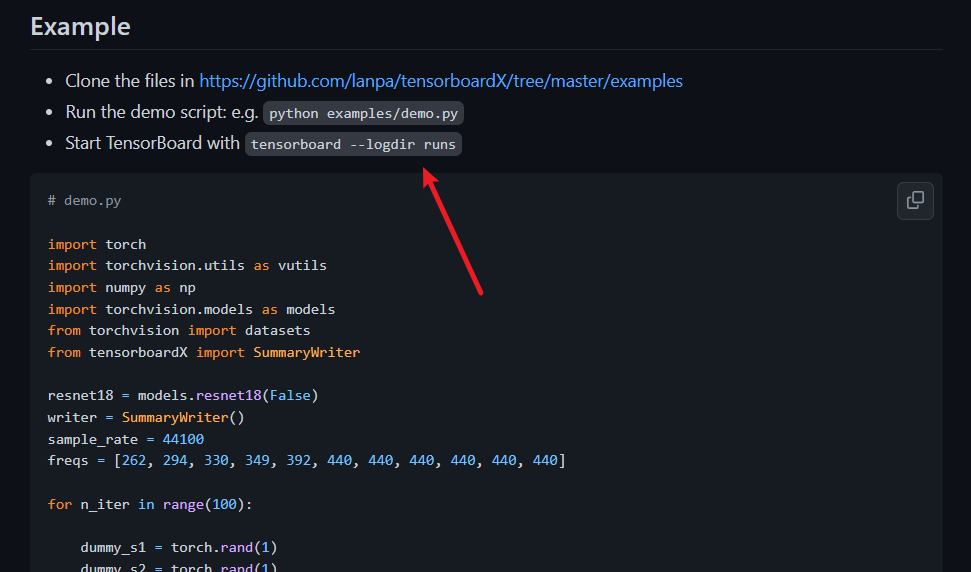 Example
Clone the files in https://github.com/lanpa/tensorboardX/tree/master/examples
Run the demo script: e.g. python examples/demo.py
Start TensorBoard with tensorboard --logdir runs
# demo.py
import torch
import torchvision.utils as vutils
import numpy as np
import torchvision.models as models
from torchvision import datasets
from tensorboardX import SummaryWriter
resnet18 = models.resnet18(False)
writer = SummaryWriter()
sample_rate = 44100
freqs = [262, 294, 330, 349, 392, 440, 440, 440, 440, 440, 440]
for n_iter in range(100):
    dummy_s1 = torch.rand(1)
    dummy_s2 = torch.rand(1)